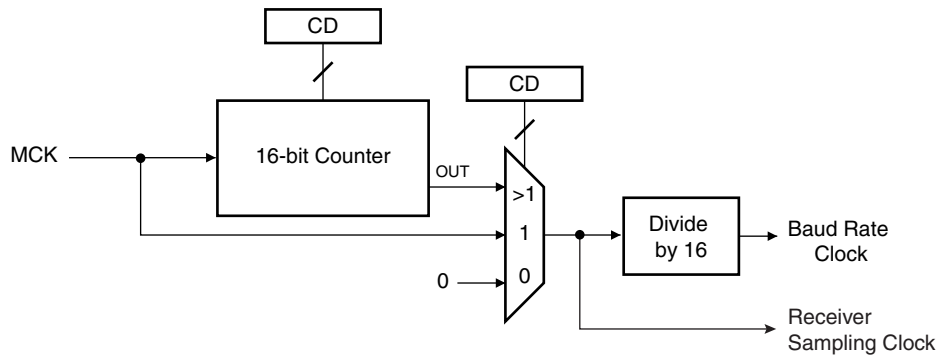 CD
CD
MCK
16-bit Counter
OUT
>1
1
0
0
Divide
by 16
Baud Rate
Clock
Receiver
Sampling Clock